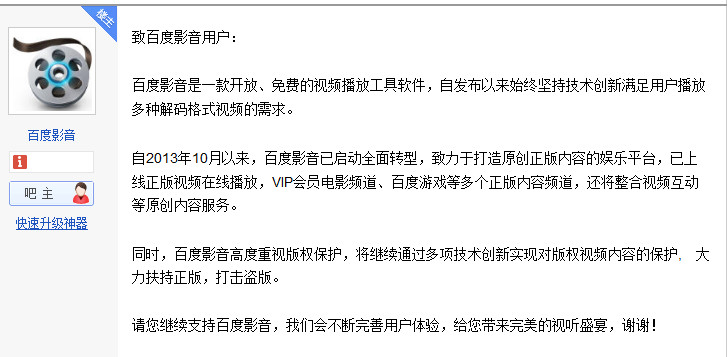 楼主
百度影音
吧 主
快速升级神器
致百度影音用户：
百度影音是一款开放、免费的视频播放工具软件，自发布以来始终坚持技术创新满足用户播放
多种解码格式视频的需求。
自2013年10月以来，百度影音已启动全面转型，致力于打造原创正版内容的娱乐平台，已上
线正版视频在线播放，VIP会员电影频道、百度游戏等多个正版内容频道，还将整合视频互动
等原创内容服务。
同时，百度影音高度重视版权保护，将继续通过多项技术创新实现对版权视频内容的保护， 大
力扶持正版，打击盗版。
请您继续支持百度影音，我们会不断完善用户体验，给您带来完美的视听盛宴，谢谢！